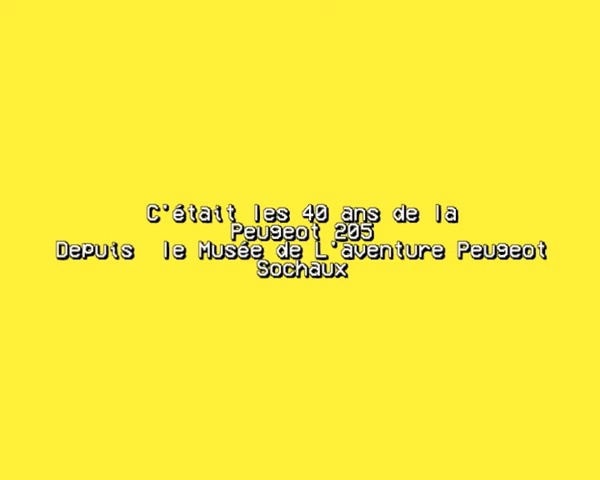 C'était les 40 ans de la
Peugeot 205
Depuis  le Musée de L'aventure Peugeot
Sochaux